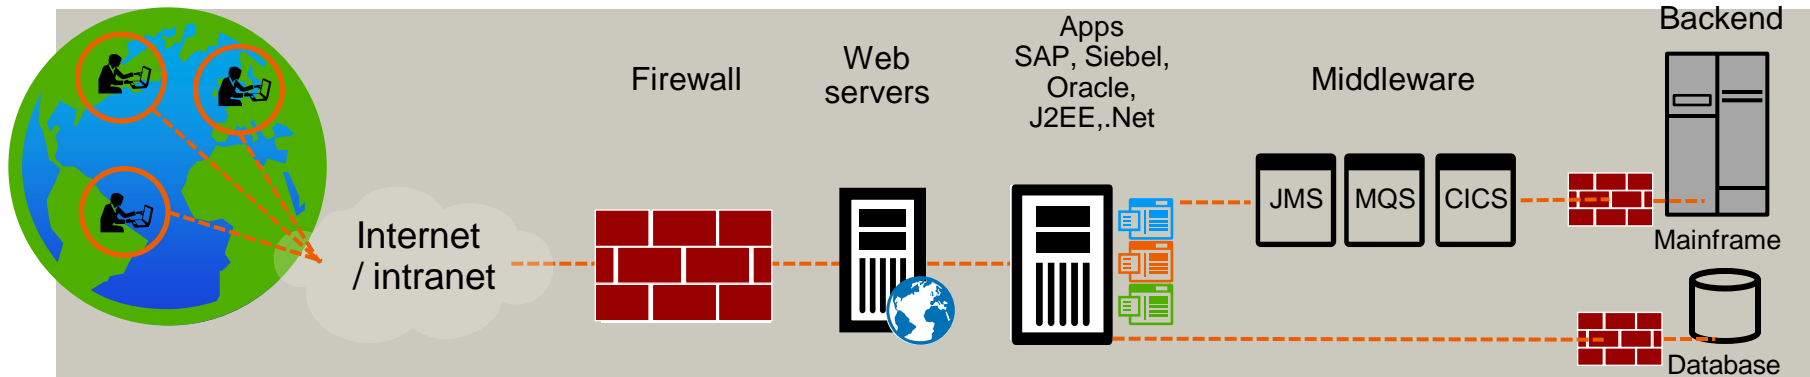 Internet
/ intranet
Firewall
Web
servers
Apps
SAP, Siebel,
Oracle,
J2EE,.Net
Middleware
JMS
MQS
CICS
Backend
Mainframe
Database